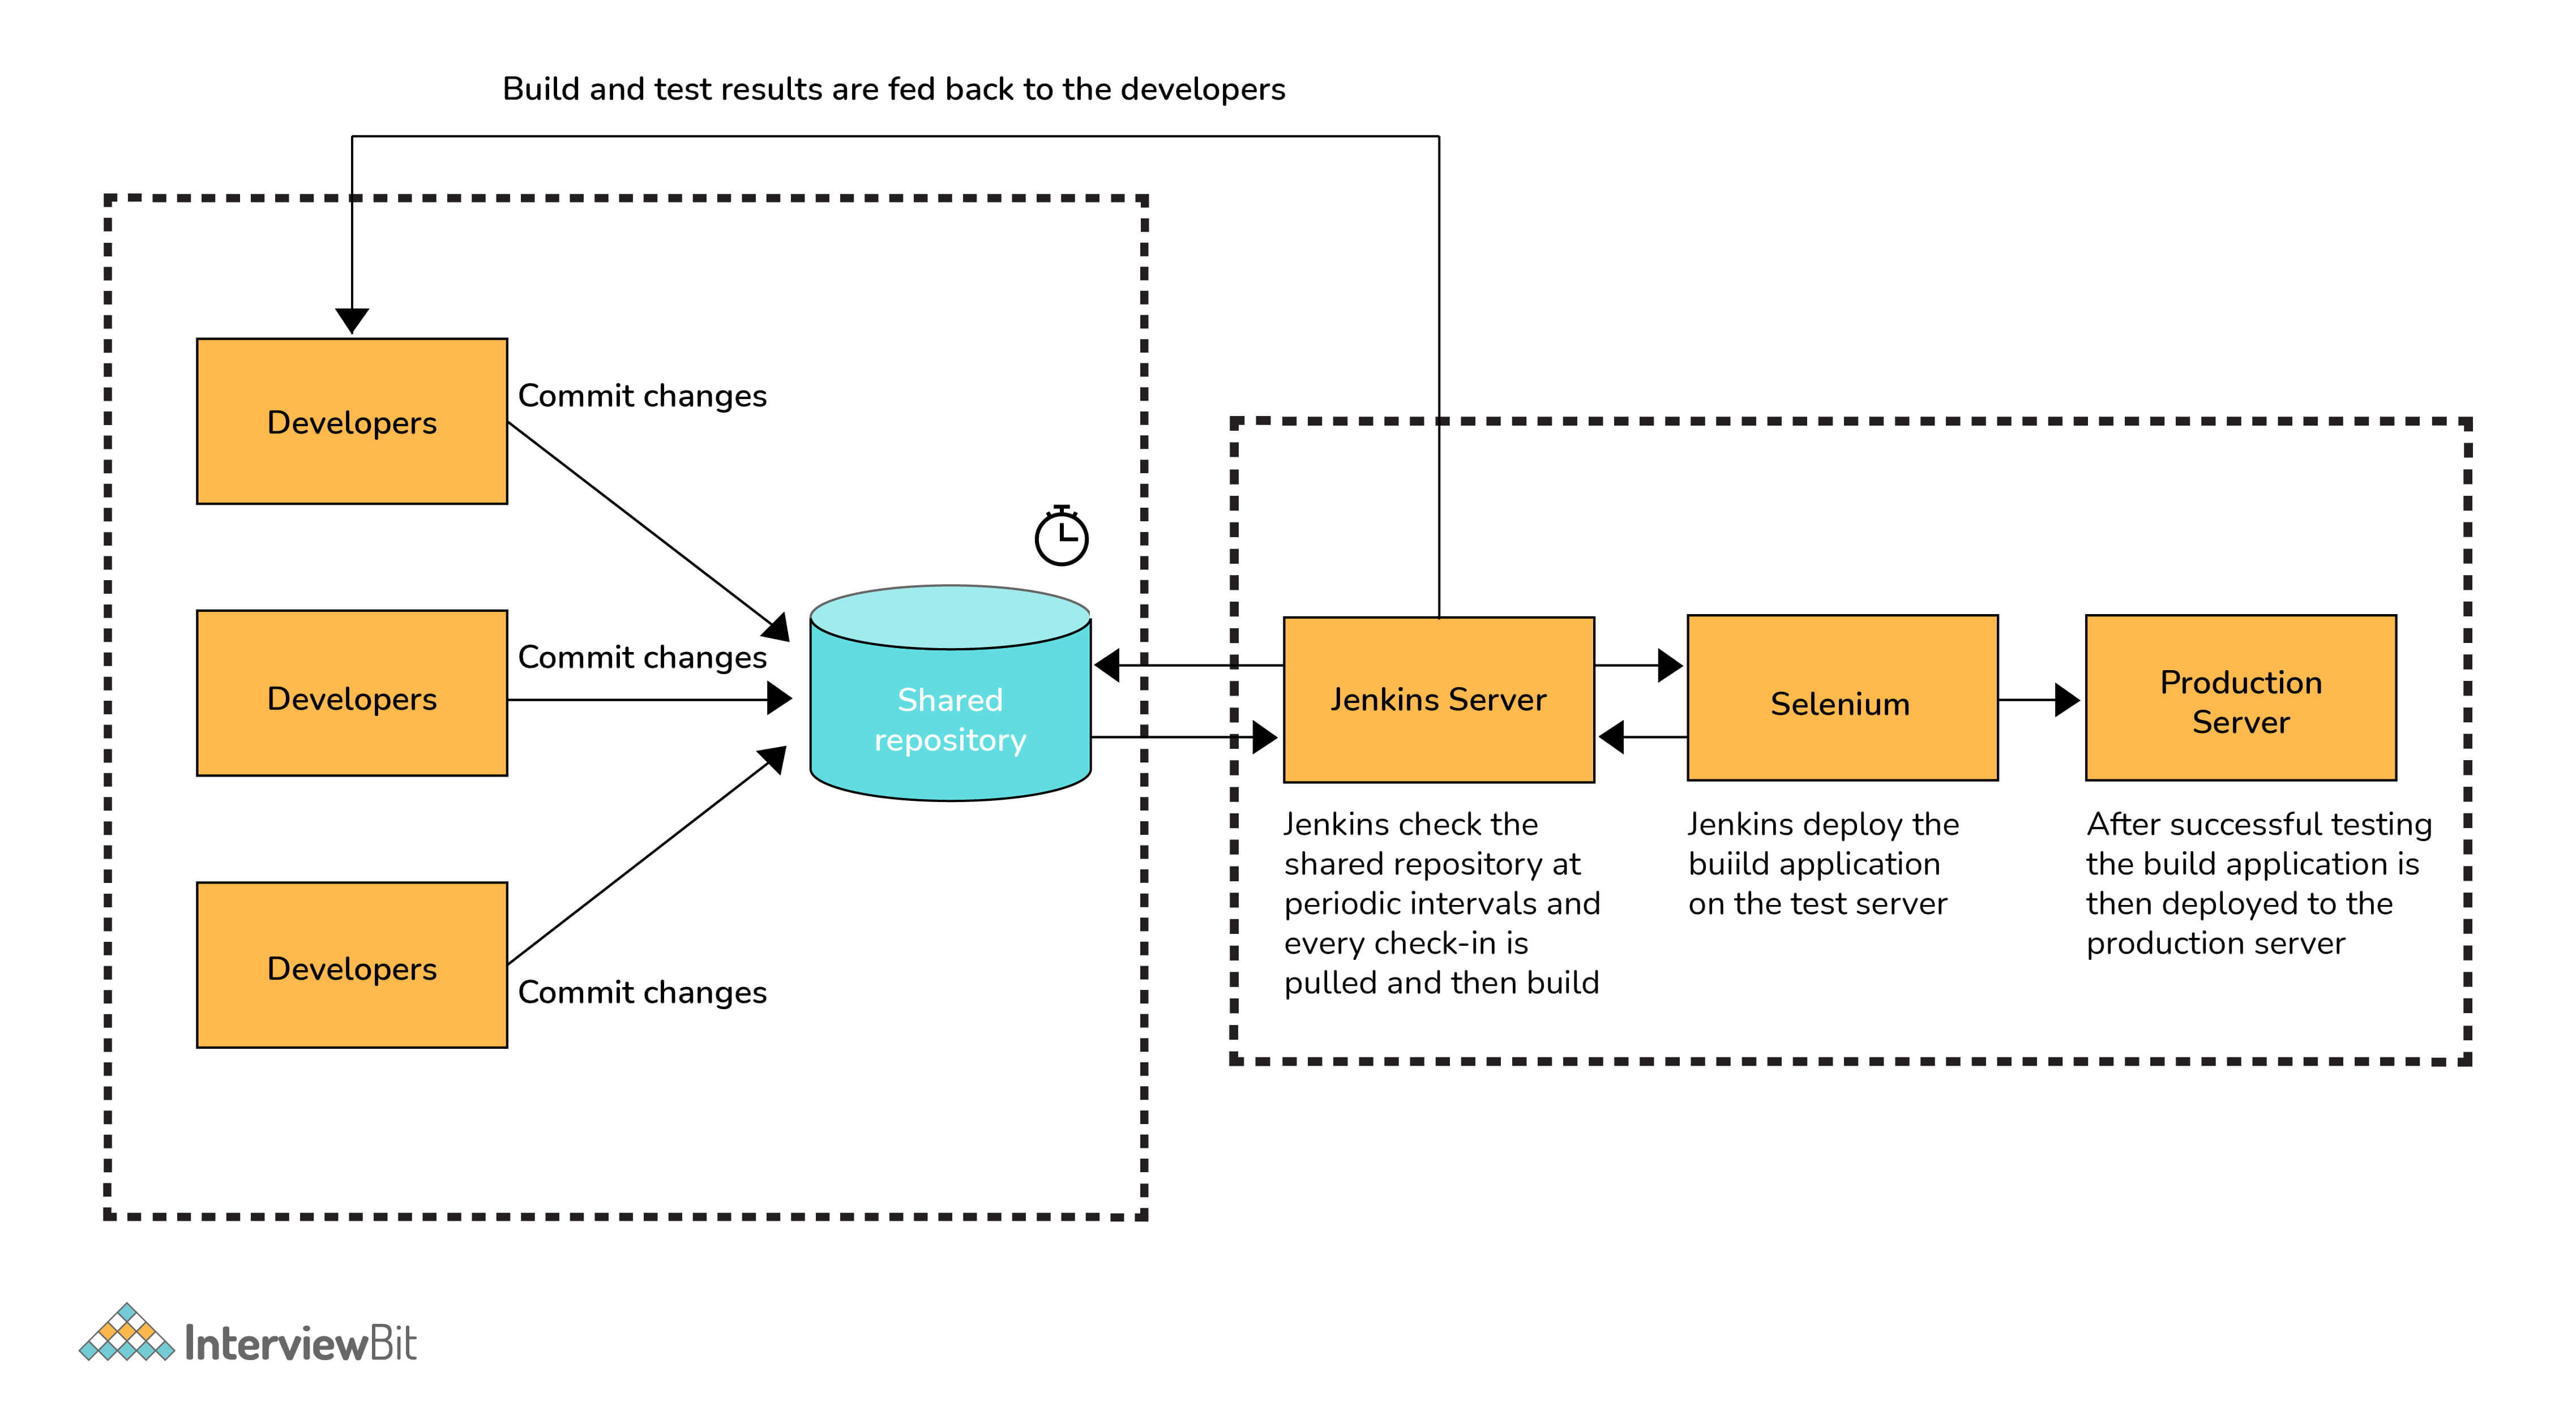 Build and test results are fed back to the developers
Developers
Commit changes
Developers
Commit changes
Developers
Commit changes
Shared
repository
Jenkins Server
Jenkins check the
shared repository at
periodic intervals and
every check-in is
pulled and then build
Selenium
Jenkins deploy the
buiild application
on the test server
Production
Server
After successful testing
the build application is
then deployed to the
production server
InterviewBit